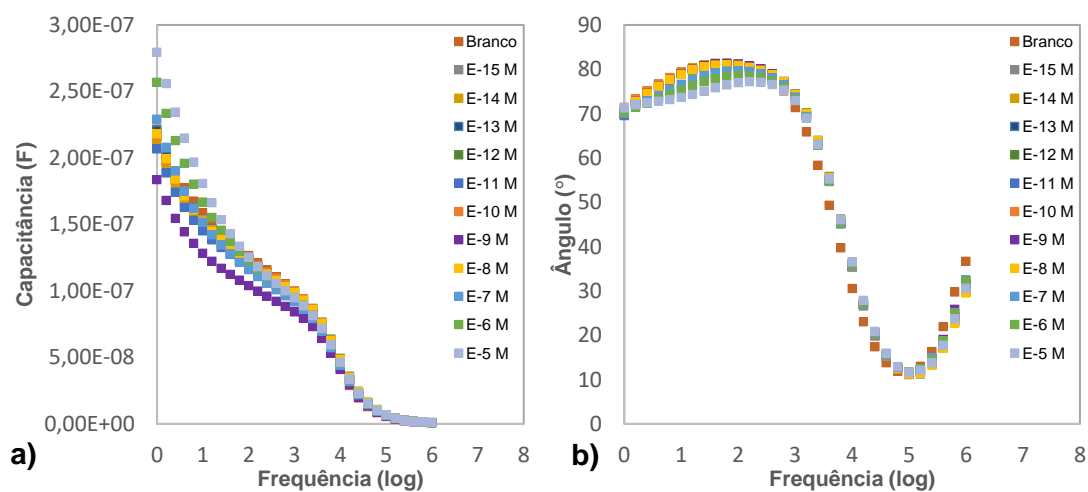 3,00E-07
2,50E-07
2,00E-07
1,50E-07
1,00E-07
5,00E-08
0,00E+00
Capacitância (F)
0 1 2 3 4 5 6 7 8
Frequência (log)
a)
Branco
E-15 M
E-14 M
E-13 M
E-12 M
E-11 M
E-10 M
E-9 M
E-8 M
E-7 M
E-6 M
E-5 M
90
80
70
60
50
40
30
20
10
0
Ângulo (°)
0 1 2 3 4 5 6 7 8
Frequência (log)
b)
Branco
E-15 M
E-14 M
E-13 M
E-12 M
E-11 M
E-10 M
E-9 M
E-8 M
E-7 M
E-6 M
E-5 M